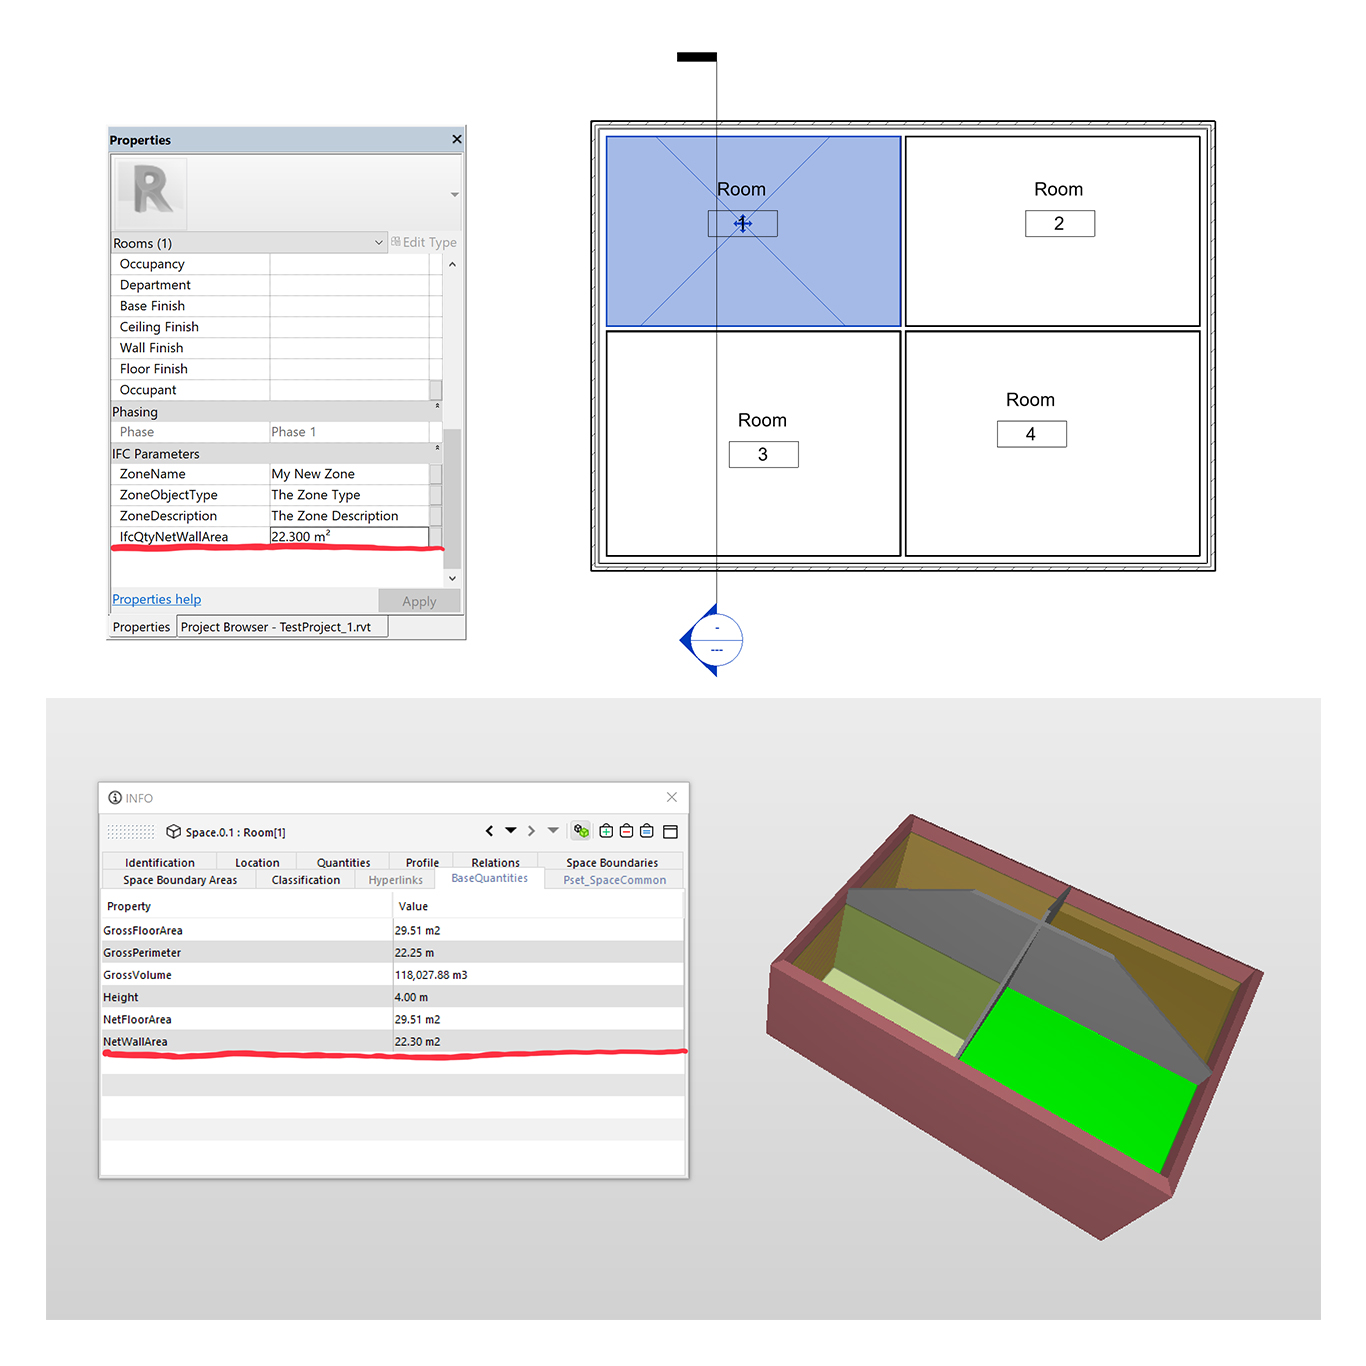 Properties
Rooms (1)
Edit Type
Occupancy
Department
Base Finish
Ceiling Finish
Wall Finish
Floor Finish
Occupant
Phasing
Phase Phase 1
IFC Parameters
ZoneName My New Zone
ZoneObjectType The Zone Type
ZoneDescription The Zone Description
IfcQtyNetWallArea 22.300 m²
Properties help
Apply
Properties Project Browser - TestProject_1.rvt
Room
1
Room
2
Room
3
Room
4
-
---
INFO
Space.0.1 : Room[1]
Identification Location Quantities Profile Relations Space Boundaries
Space Boundary Areas Classification Hyperlinks BaseQuantities Pset_SpaceCommon
Property Value
GrossFloorArea 29.51 m2
GrossPerimeter 22.25 m
GrossVolume 118,027.88 m3
Height 4.00 m
NetFloorArea 29.51 m2
NetWallArea 22.30 m2